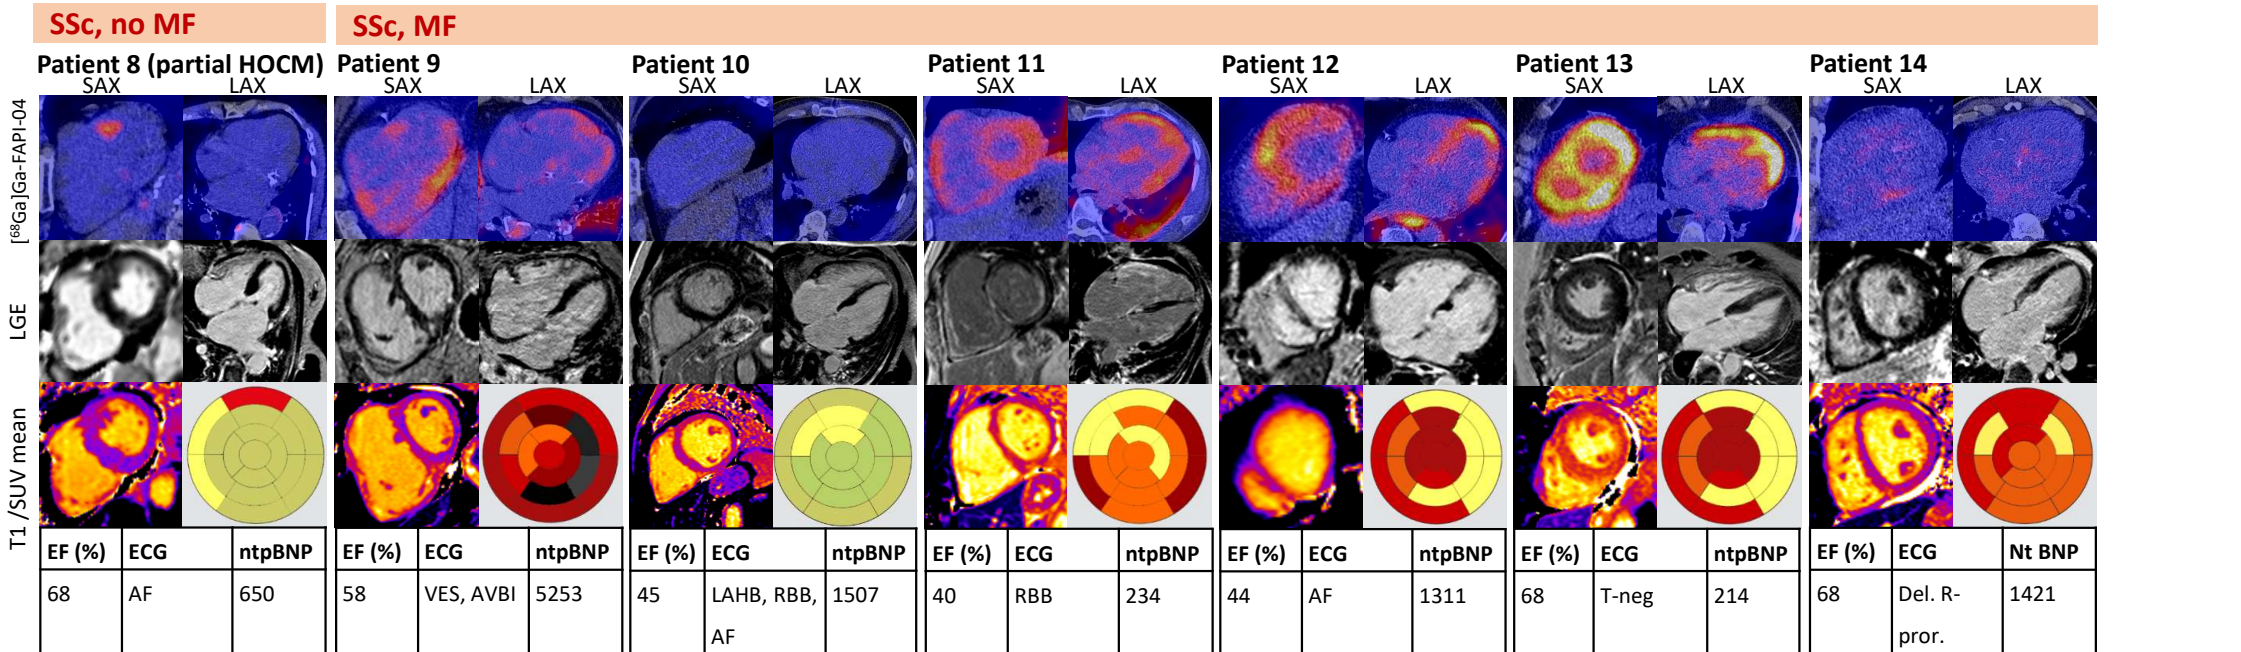 SSc, no MF
SSc, MF
Patient 8 (partial HOCM)
Patient 9
Patient 10
Patient 11
Patient 12
Patient 13
Patient 14
SAX LAX SAX LAX SAX LAX SAX LAX SAX LAX SAX LAX SAX LAX
[⁶⁸Ga]Ga-FAPI-04
LGE
T1 /SUV mean
EF (%) ECG ntpBNP
68 AF 650
EF (%) ECG ntpBNP
58 VES, AVBI 5253
EF (%) ECG ntpBNP
45 LAHB, RBB, 1507
AF
EF (%) ECG ntpBNP
40 RBB 234
EF (%) ECG ntpBNP
44 AF 1311
EF (%) ECG ntpBNP
68 T-neg 214
EF (%) ECG Nt BNP
68 Del. R- 1421
pror.